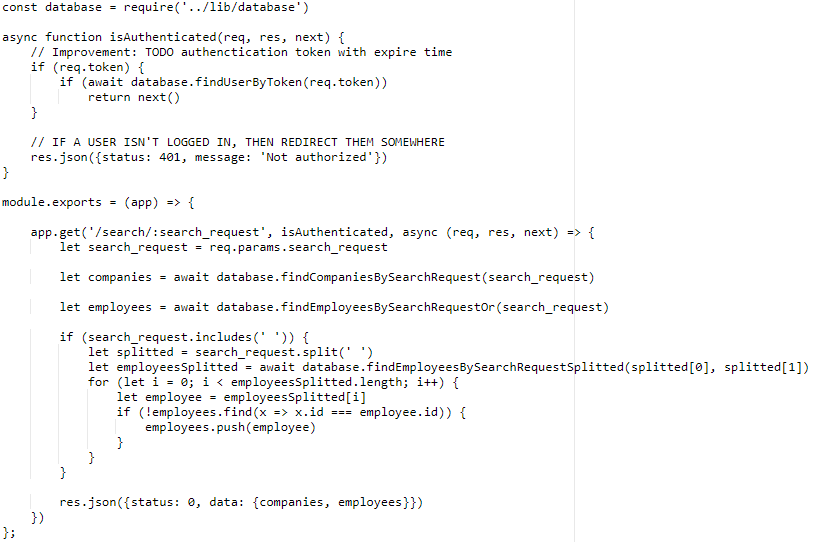 const database = require('../lib/database')

async function isAuthenticated(req, res, next) {
    // Improvement: TODO authenctication token with expire time
    if (req.token) {
        if (await database.findUserByToken(req.token))
            return next()
    }

    // IF A USER ISN'T LOGGED IN, THEN REDIRECT THEM SOMEWHERE
    res.json({status: 401, message: 'Not authorized'})
}

module.exports = (app) => {

    app.get('/search/:search_request', isAuthenticated, async (req, res, next) => {
        let search_request = req.params.search_request

        let companies = await database.findCompaniesBySearchRequest(search_request)

        let employees = await database.findEmployeesBySearchRequestOr(search_request)

        if (search_request.includes(' ')) {
            let splitted = search_request.split(' ')
            let employeesSplitted = await database.findEmployeesBySearchRequestSplitted(splitted[0], splitted[1])
            for (let i = 0; i < employeesSplitted.length; i++) {
                let employee = employeesSplitted[i]
                if (!employees.find(x => x.id === employee.id)) {
                    employees.push(employee)
                }
            }
        }

        res.json({status: 0, data: {companies, employees}})
    })
};